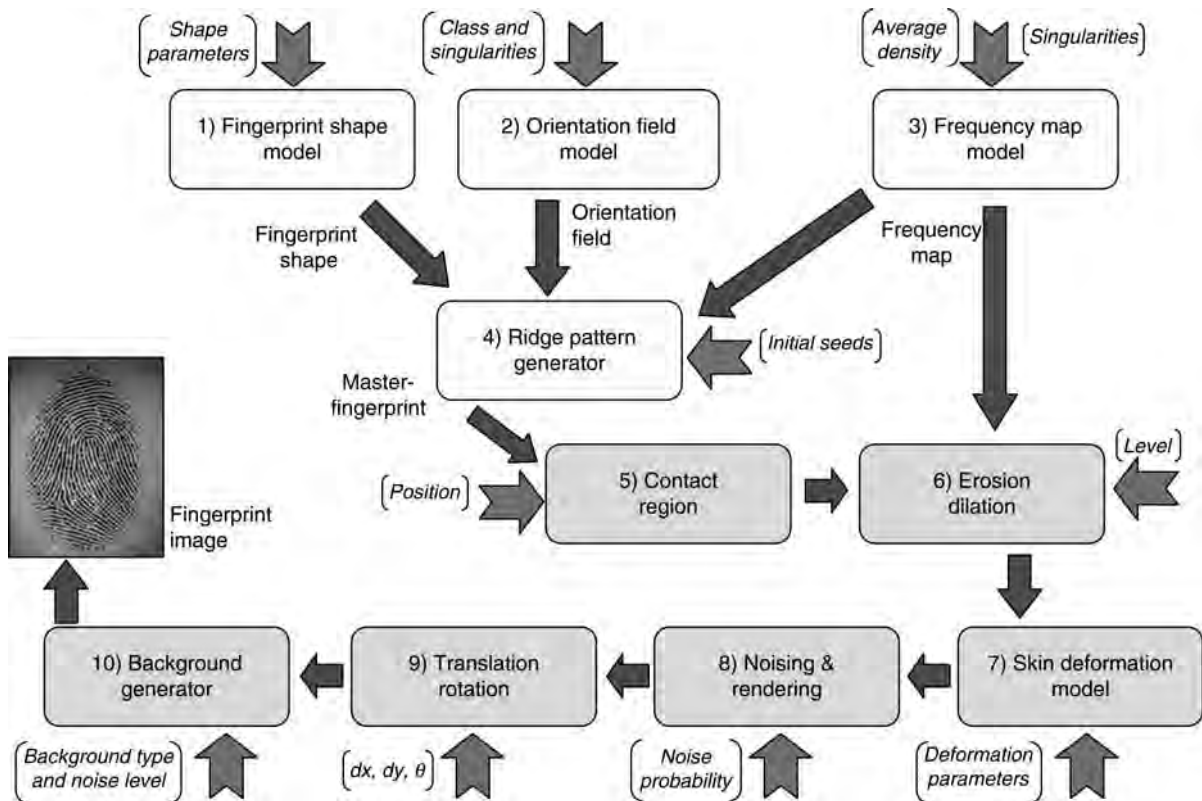 Shape
parameters
Class and
singularities
Average
density
Singularities
1) Fingerprint shape
model
2) Orientation field
model
3) Frequency map
model
Fingerprint
shape
Orientation
field
Frequency
map
4) Ridge pattern
generator
Initial seeds
Master-
fingerprint
Position
5) Contact
region
6) Erosion
dilation
Level
Fingerprint
image
10) Background
generator
9) Translation
rotation
8) Noising &
rendering
7) Skin deformation
model
Background type
and noise level
dx, dy, θ
Noise
probability
Deformation
parameters